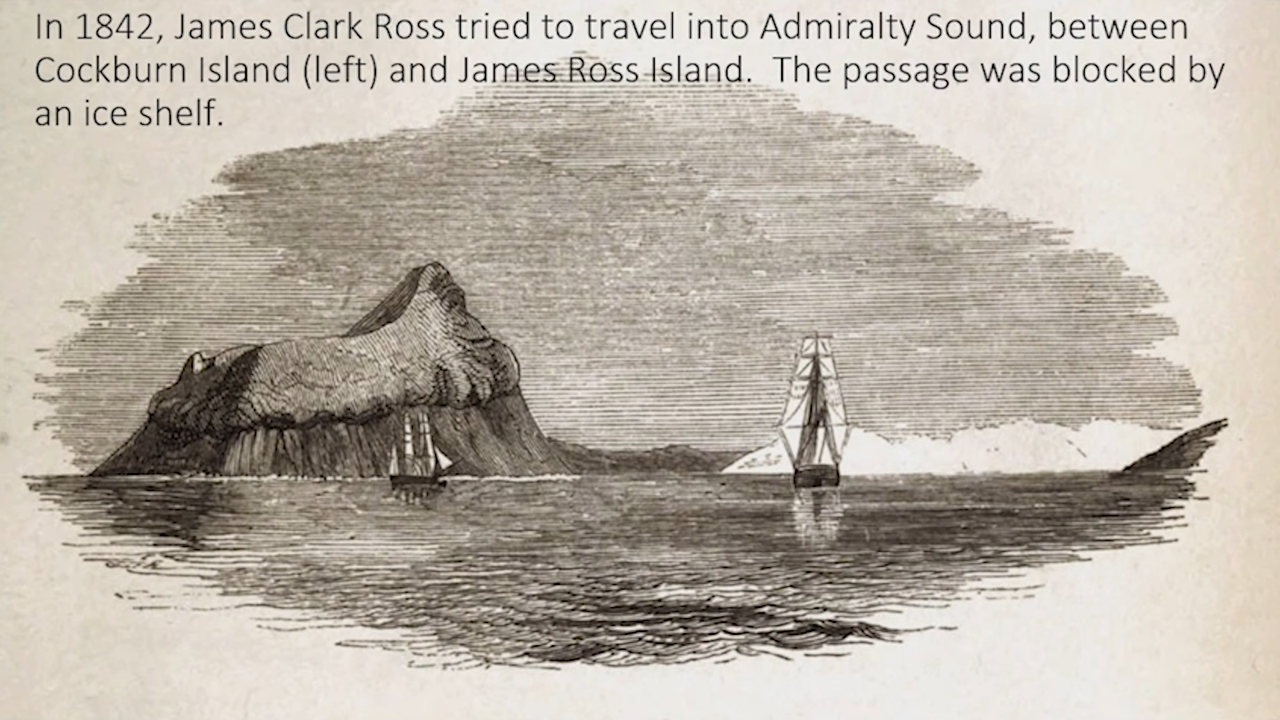 In 1842, James Clark Ross tried to travel into Admiralty Sound, between
Cockburn Island (left) and James Ross Island.  The passage was blocked by
an ice shelf.